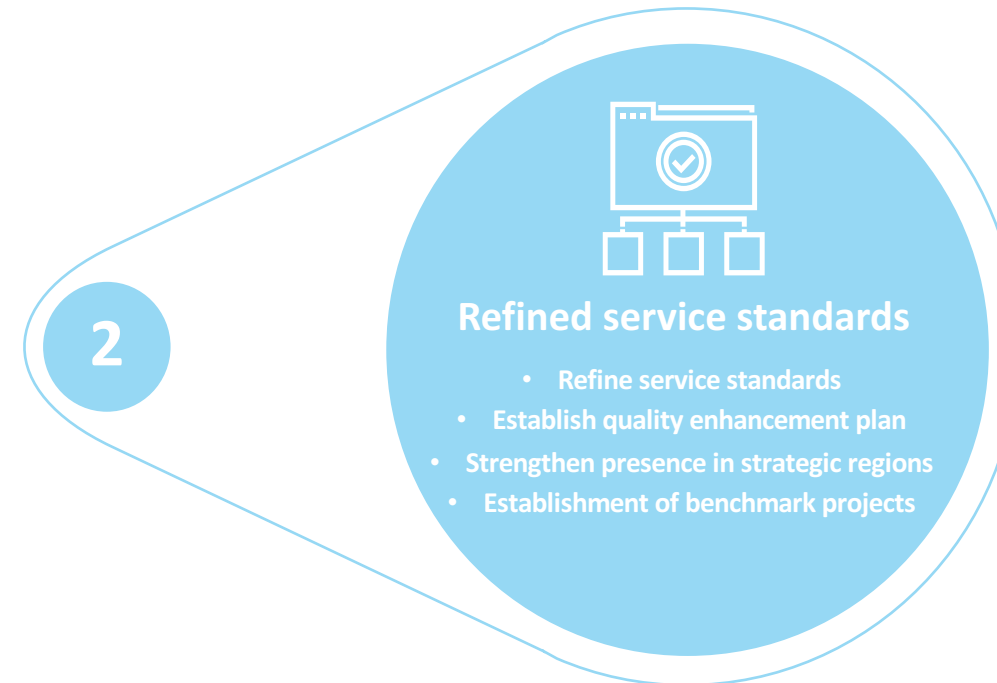 2
Refined service standards
• Refine service standards
• Establish quality enhancement plan
• Strengthen presence in strategic regions
• Establishment of benchmark projects